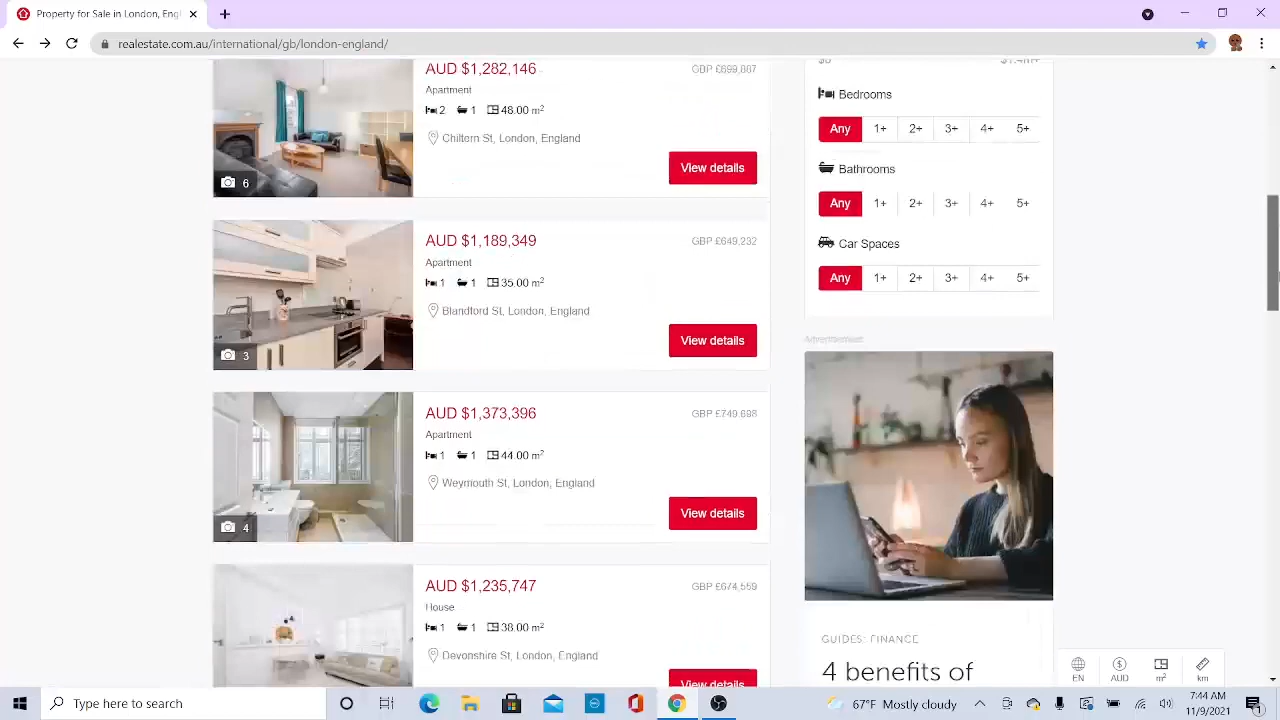 Property for Sale in London, Engl
realestate.com.au/international/gb/london-england/
AUD $1,282,146
Apartment
2 1 48.00 m²
Chiltern St, London, England
View details
6
AUD $1,189,349
GBP £649,232
Apartment
1 1 35.00 m²
Blandford St, London, England
View details
3
AUD $1,373,396
GBP £749,698
Apartment
1 1 44.00 m²
Weymouth St, London, England
View details
4
AUD $1,235,747
GBP £674,559
House
1 1 38.00 m²
Devonshire St, London, England
View details
Bedrooms
Any 1+ 2+ 3+ 4+ 5+
Bathrooms
Any 1+ 2+ 3+ 4+ 5+
Car Spaces
Any 1+ 2+ 3+ 4+ 5+
Advertisement
GUIDES: FINANCE
4 benefits of
EN AUD m² km
Type here to search
67°F Mostly cloudy
7:44 AM
11/9/2021